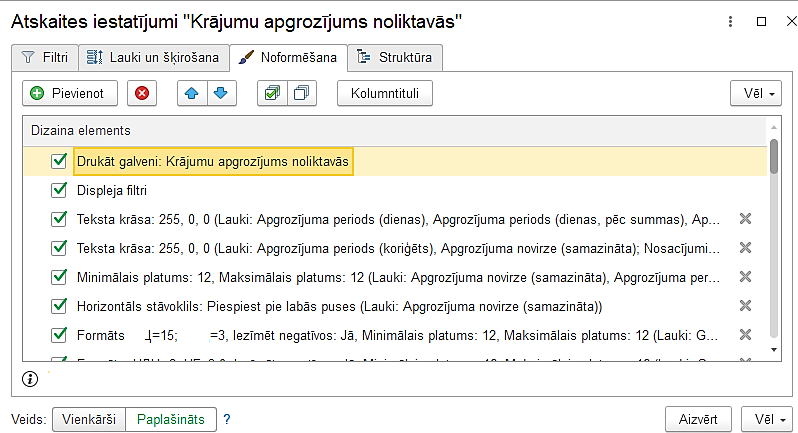 Atskaites iestatījumi "Krājumu apgrozījums noliktavās"
Filtri Lauki un šķirošana Noformēšana Struktūra
Pievienot Kolumntituli Vēl
Dizaina elements
Drukāt galveni: Krājumu apgrozījums noliktavās
Displeja filtri
Teksta krāsa: 255, 0, 0 (Lauki: Apgrozījuma periods (dienas), Apgrozījuma periods (dienas, pēc summas), Ap...
Teksta krāsa: 255, 0, 0 (Lauki: Apgrozījuma periods (koriģēts), Apgrozījuma novirze (samazināta); Nosacījumi...
Minimālais platums: 12, Maksimālais platums: 12 (Lauki: Apgrozījuma novirze (samazināta), Apgrozījuma per...
Horizontāls stāvoklils: Piespiest pie labās puses (Lauki: Apgrozījuma novirze (samazināta))
Formāts Д=15; =3, Iezīmēt negatīvos: Jā, Minimālais platums: 12, Maksimālais platums: 12 (Lauki: G...
Veids: Vienkārši Paplašināts ? Aizvērt Vēl